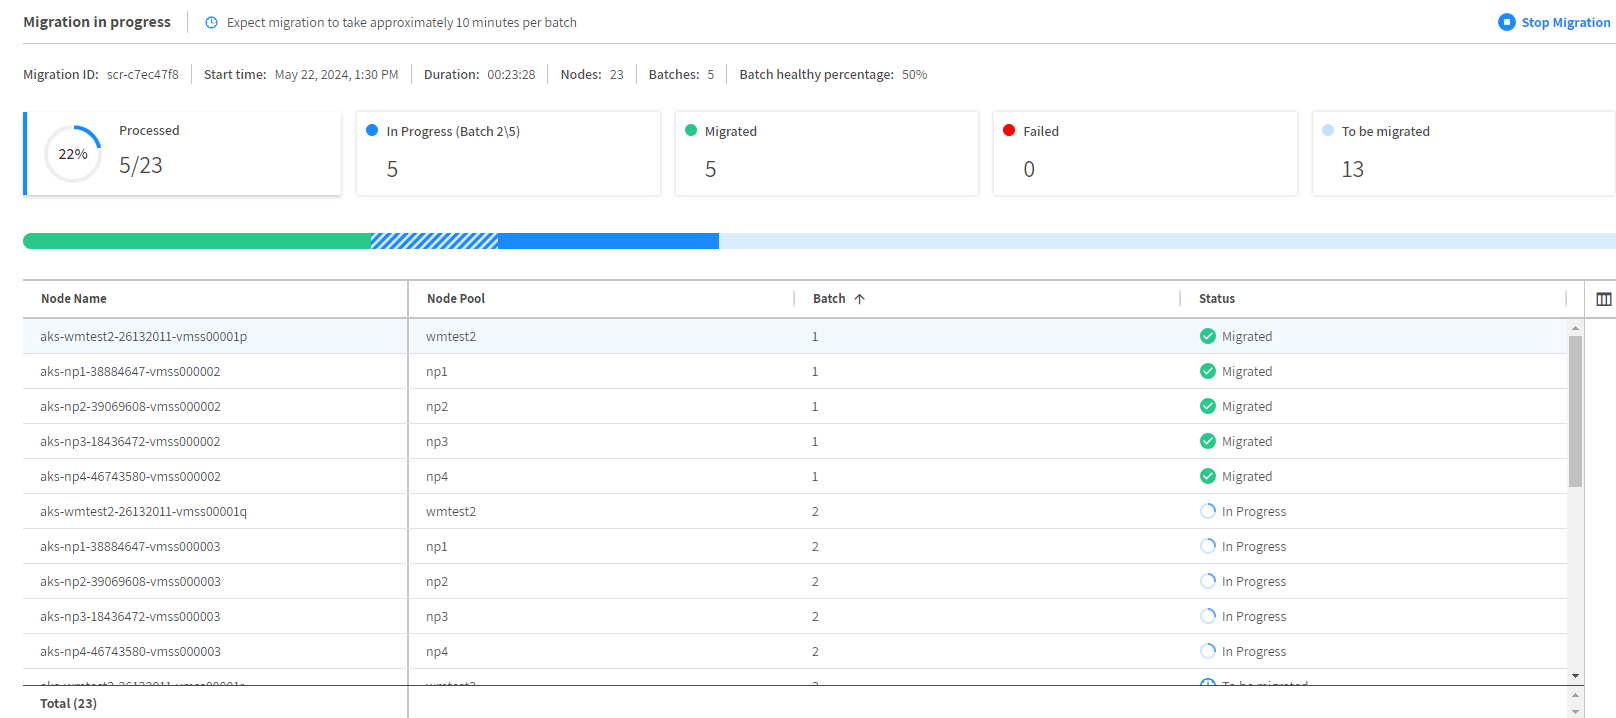 Migration in progress Expect migration to take approximately 10 minutes per batch Stop Migration
Migration ID: scr-c7ec47f8 Start time: May 22, 2024, 1:30 PM Duration: 00:23:28 Nodes: 23 Batches: 5 Batch healthy percentage: 50%
22% Processed 5/23
In Progress (Batch 2\5) 5
Migrated 5
Failed 0
To be migrated 13
Node Name Node Pool Batch Status
aks-wmtest2-26132011-vmss00001p wmtest2 1 Migrated
aks-np1-38884647-vmss000002 np1 1 Migrated
aks-np2-39069608-vmss000002 np2 1 Migrated
aks-np3-18436472-vmss000002 np3 1 Migrated
aks-np4-46743580-vmss000002 np4 1 Migrated
aks-wmtest2-26132011-vmss00001q wmtest2 2 In Progress
aks-np1-38884647-vmss000003 np1 2 In Progress
aks-np2-39069608-vmss000003 np2 2 In Progress
aks-np3-18436472-vmss000003 np3 2 In Progress
aks-np4-46743580-vmss000003 np4 2 In Progress
wmtest2 To be migrated
Total (23)